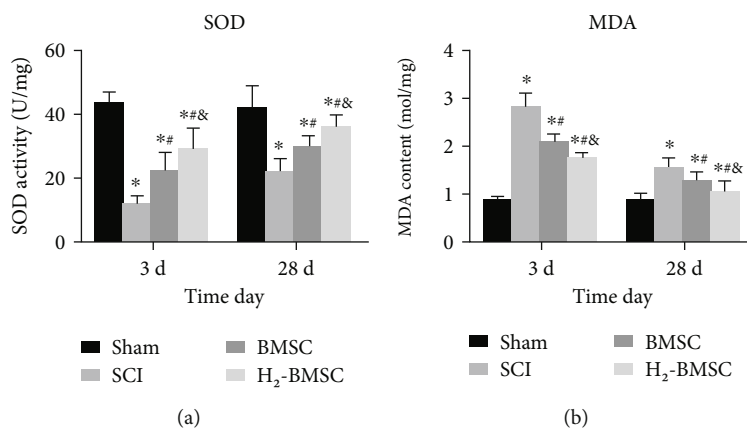 SOD
SOD activity (U/mg)
60
40
20
0
*
*#
*#&
*
*#
*#&
3 d
28 d
Time day
Sham
SCI
BMSC
H₂-BMSC
(a)
MDA
MDA content (mol/mg)
4
3
2
1
0
*
*#
*#&
*
*#
*#&
3 d
28 d
Time day
Sham
SCI
BMSC
H₂-BMSC
(b)